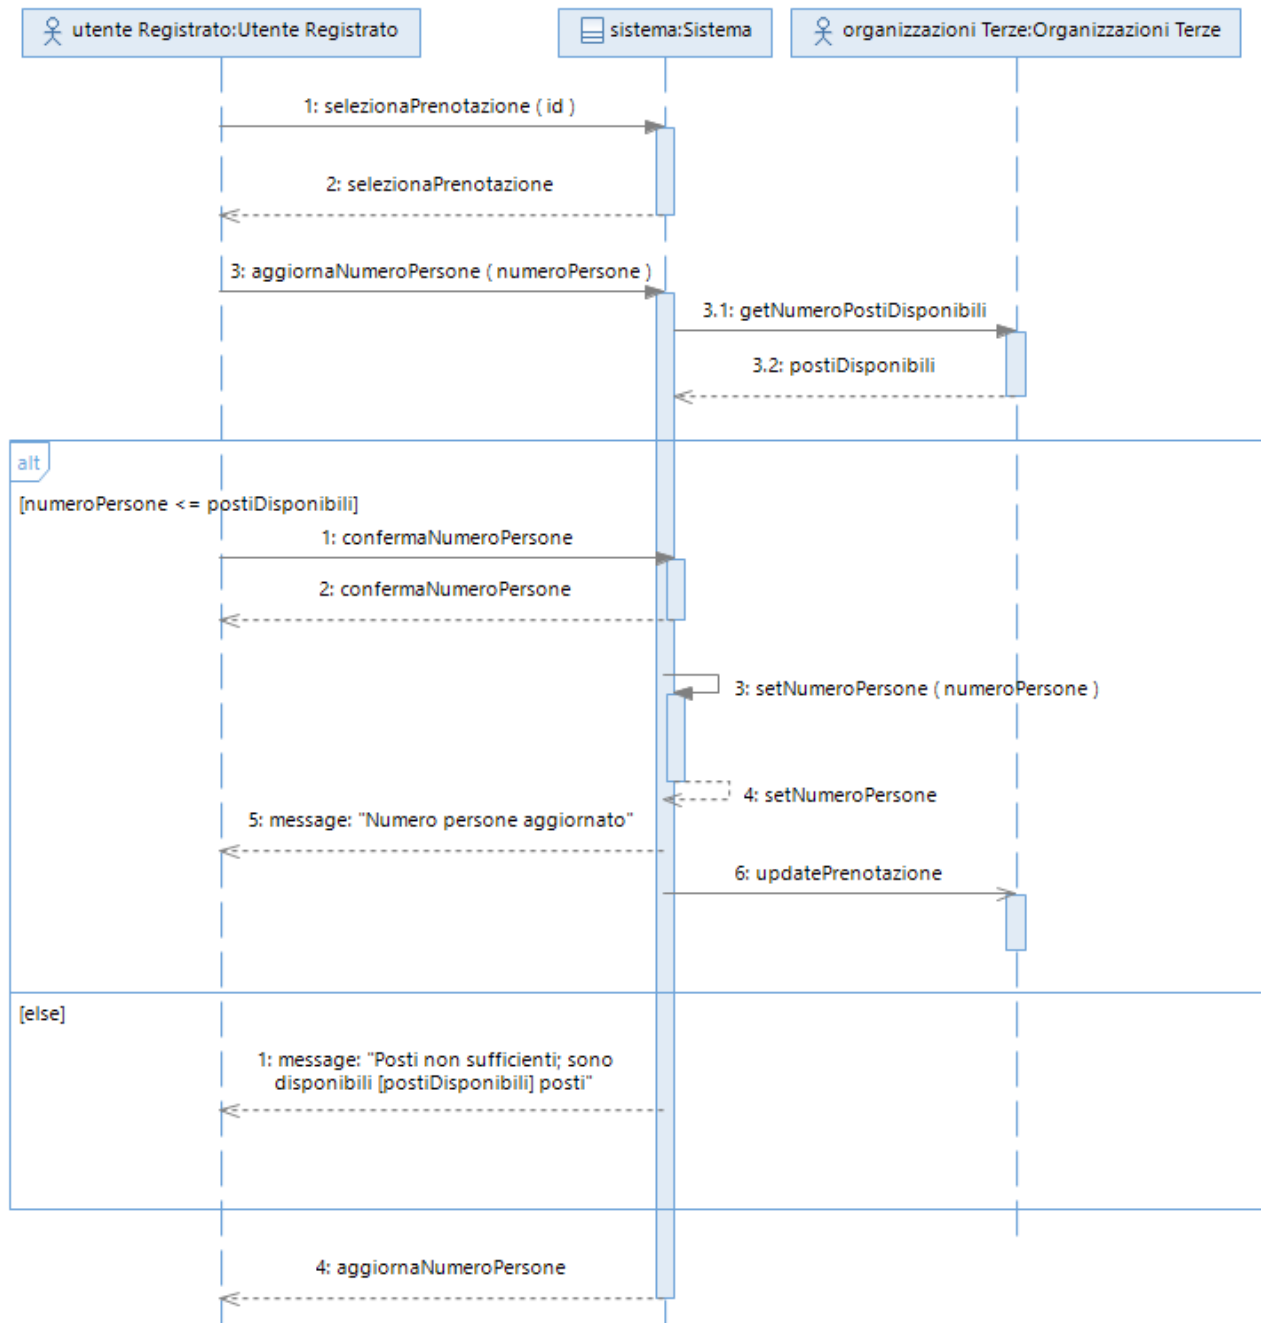 utente Registrato:Utente Registrato
sistema:Sistema
organizzazioni Terze:Organizzazioni Terze
1: selezionaPrenotazione ( id )
2: selezionaPrenotazione
3: aggiornaNumeroPersone ( numeroPersone )
3.1: getNumeroPostiDisponibili
3.2: postiDisponibili
alt
[numeroPersone <= postiDisponibili]
1: confermaNumeroPersone
2: confermaNumeroPersone
3: setNumeroPersone ( numeroPersone )
4: setNumeroPersone
5: message: "Numero persone aggiornato"
6: updatePrenotazione
[else]
1: message: "Posti non sufficienti; sono
disponibili [postiDisponibili] posti"
4: aggiornaNumeroPersone